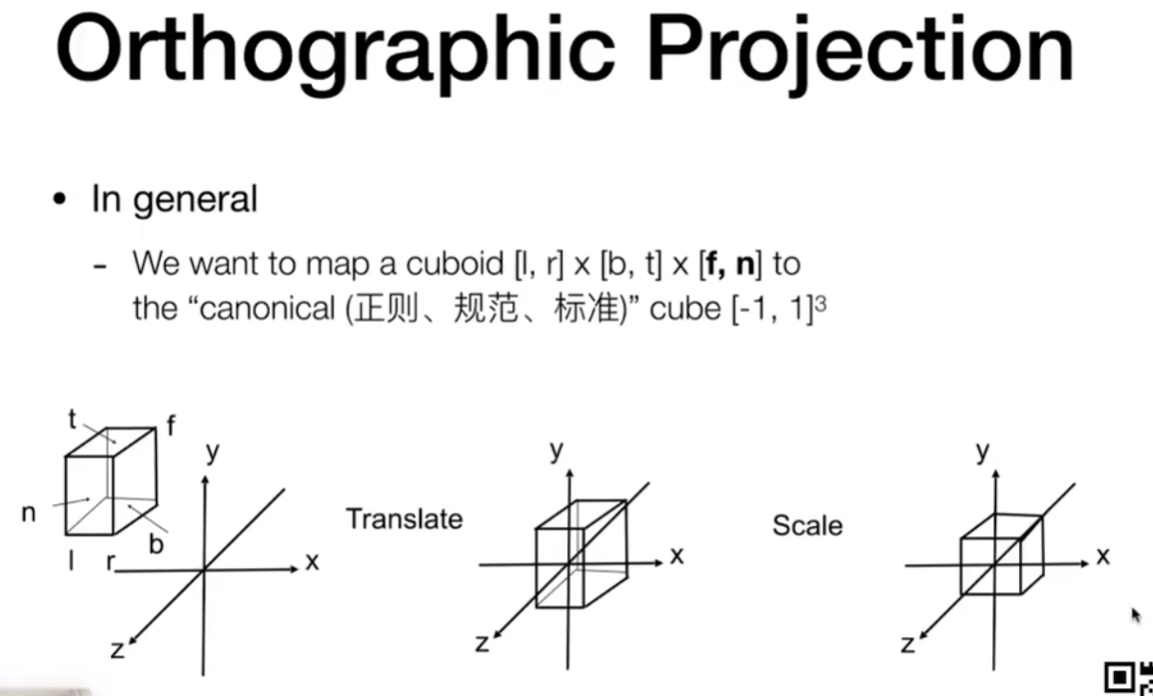 Orthographic Projection
• In general
- We want to map a cuboid [l, r] x [b, t] x [f, n] to
the “canonical (正则、规范、标准)” cube [-1, 1]³
t
f
y
n
b
l
r
x
z
Translate
y
x
z
Scale
y
x
z